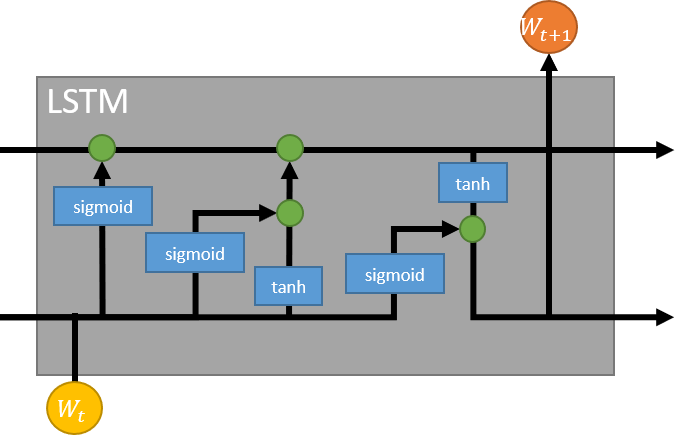 W_{t+1}
LSTM
tanh
sigmoid
sigmoid
sigmoid
tanh
W_t